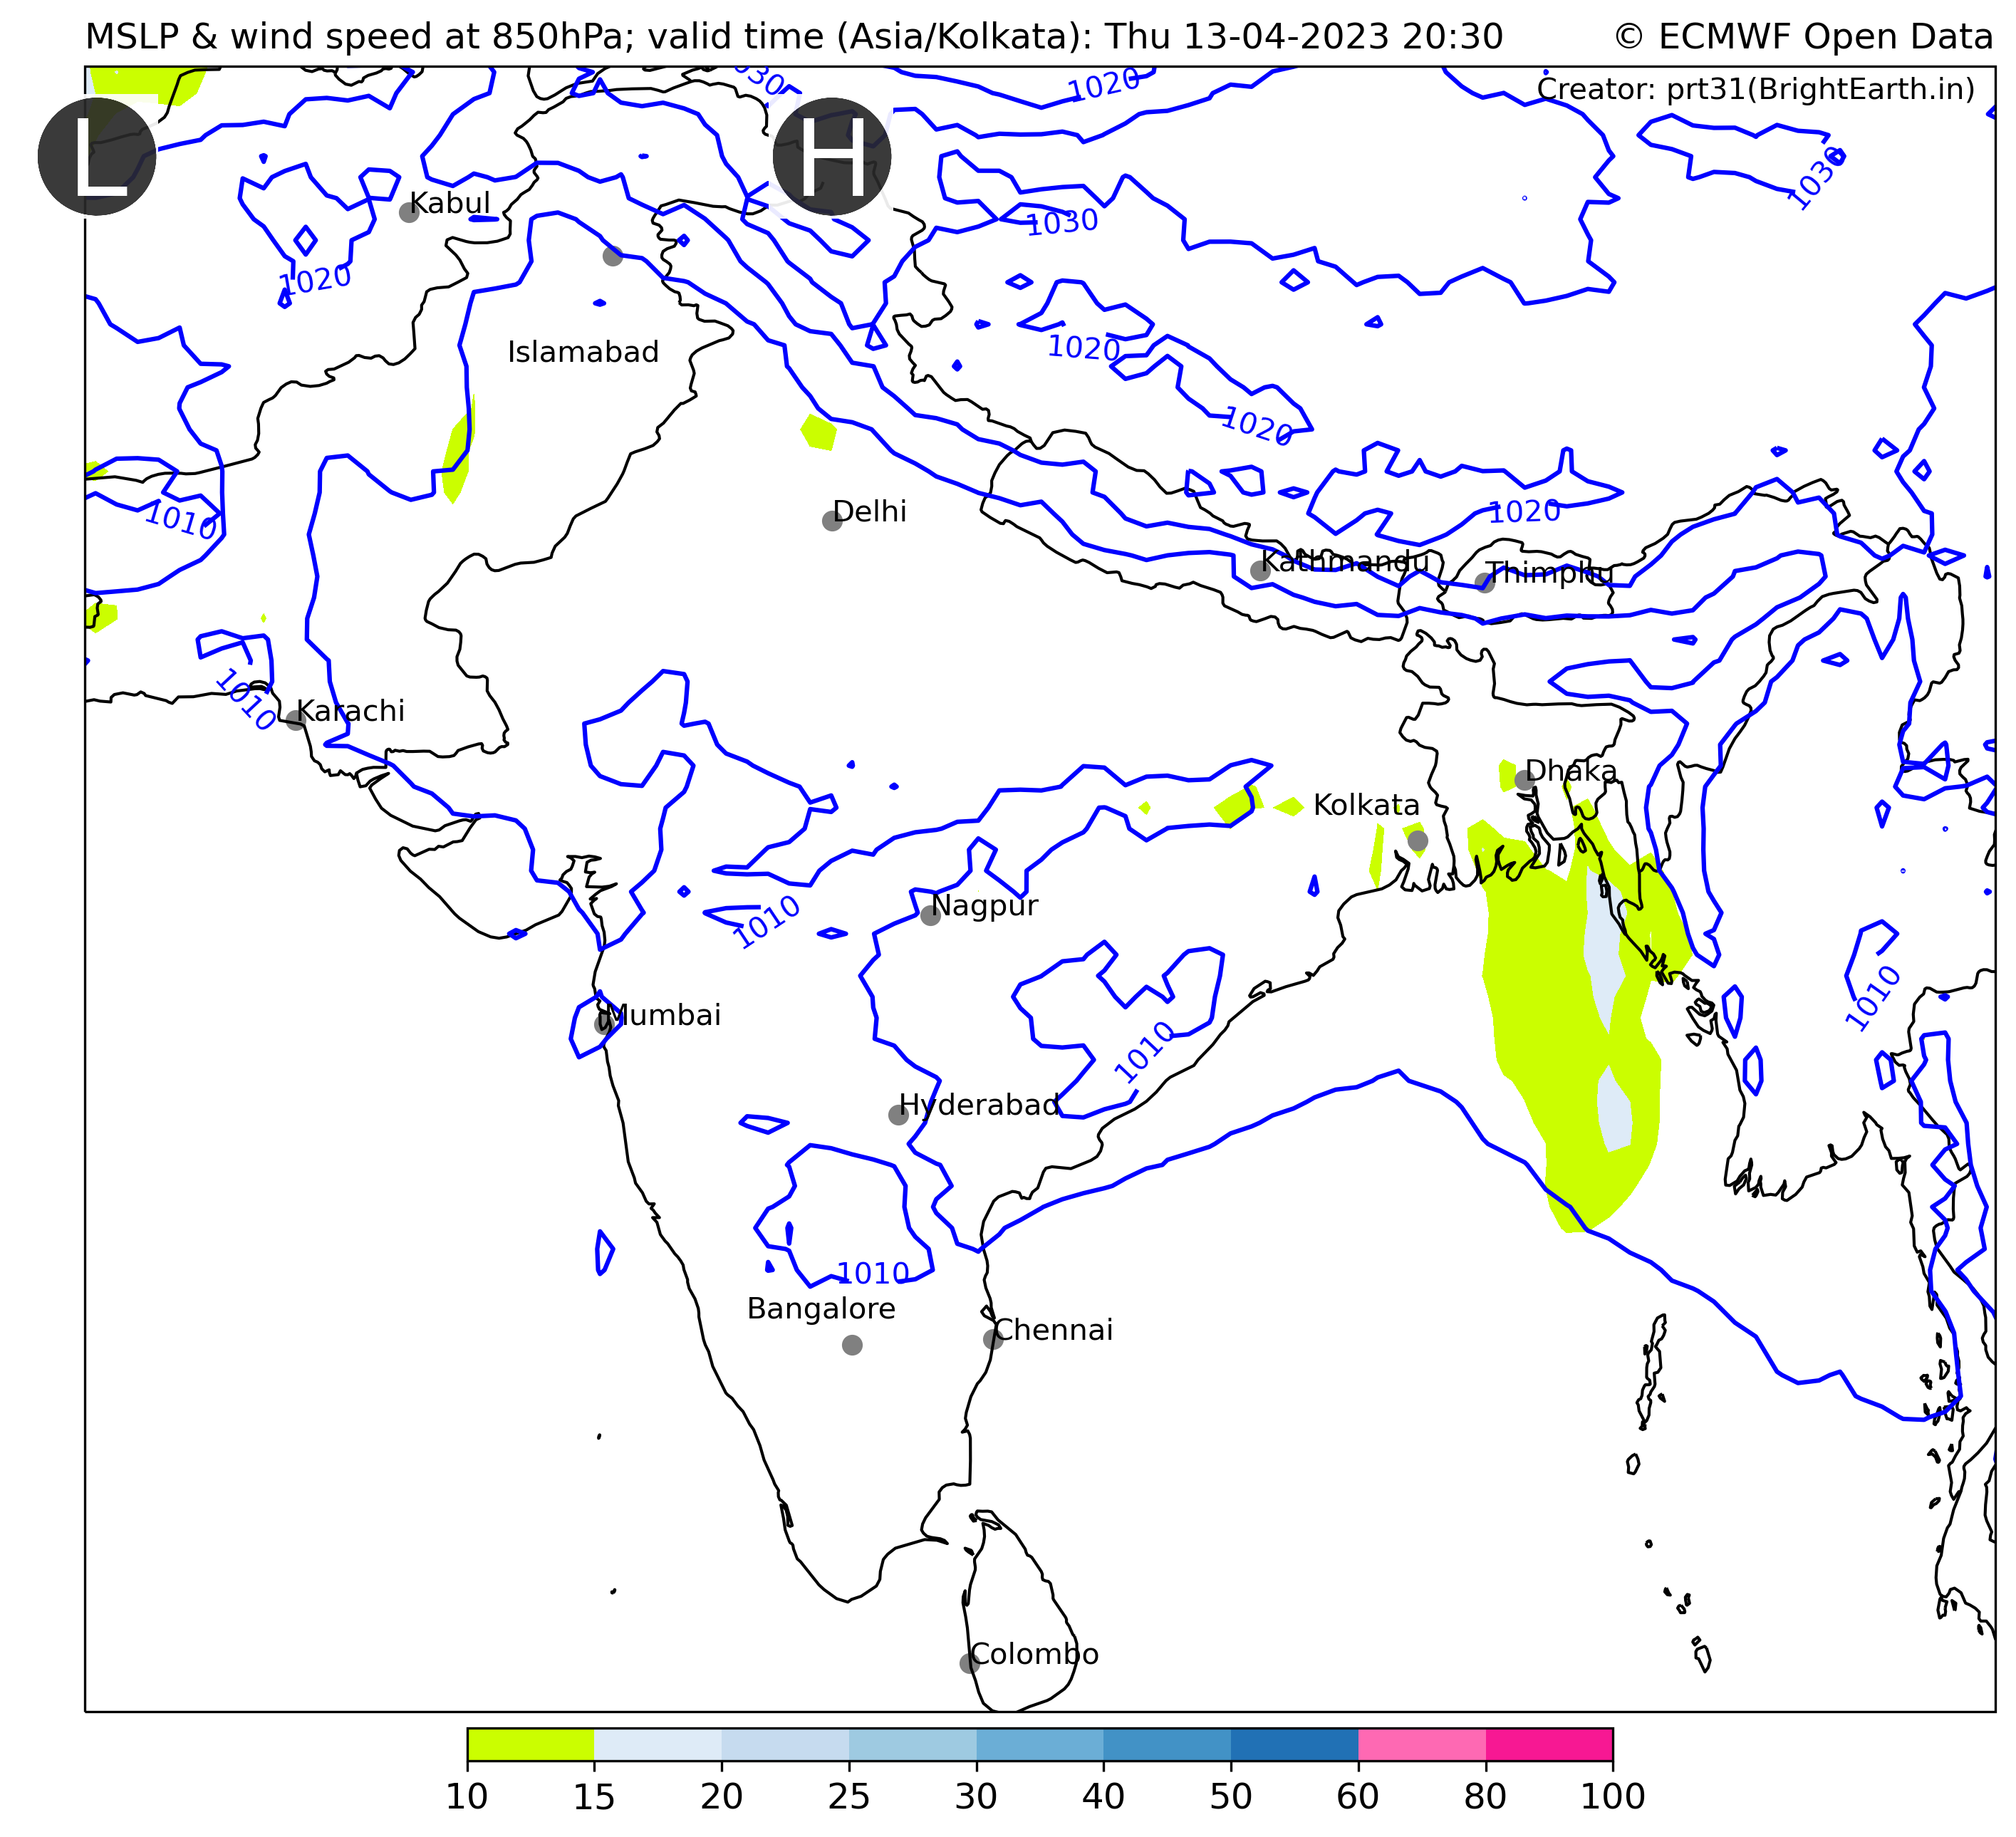 MSLP & wind speed at 850hPa; valid time (Asia/Kolkata): Thu 13-04-2023 20:30
© ECMWF Open Data
Creator: prt31(BrightEarth.in)
1030
1020
L
H
1030
Kabul
1030
1020
Islamabad
1020
1020
Delhi
1010
1020
Kathmandu
Thimphu
1010
Karachi
Dhaka
Kolkata
Nagpur
1010
1010
Mumbai
1010
Hyderabad
1010
Bangalore
Chennai
Colombo
10 15 20 25 30 40 50 60 80 100